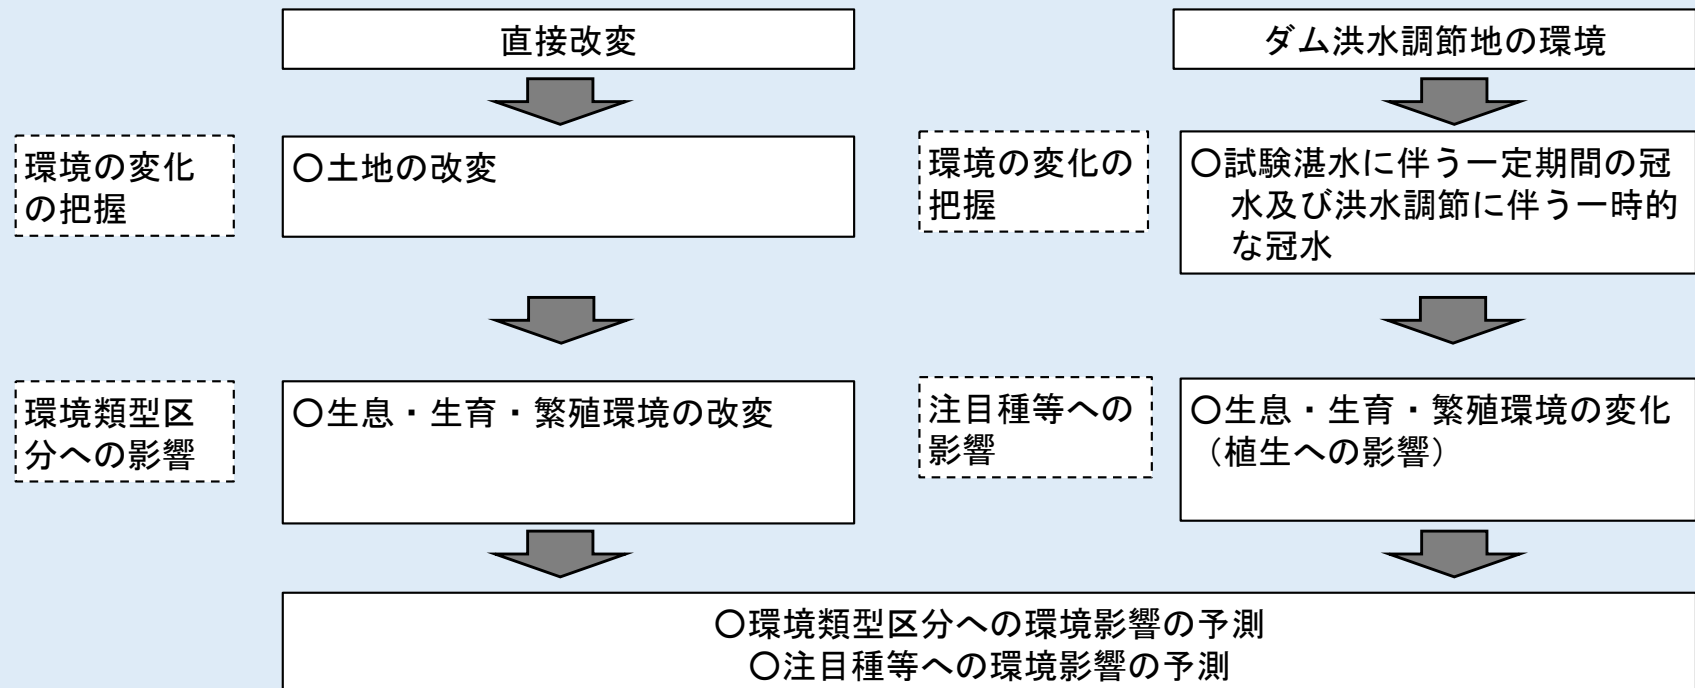 直接改変
ダム洪水調節地の環境
環境の変化
の把握
〇土地の改変
環境の変化の
把握
〇試験湛水に伴う一定期間の冠
水及び洪水調節に伴う一時的
な冠水
環境類型区
分への影響
〇生息・生育・繁殖環境の改変
注目種等への
影響
〇生息・生育・繁殖環境の変化
（植生への影響）
〇環境類型区分への環境影響の予測
〇注目種等への環境影響の予測